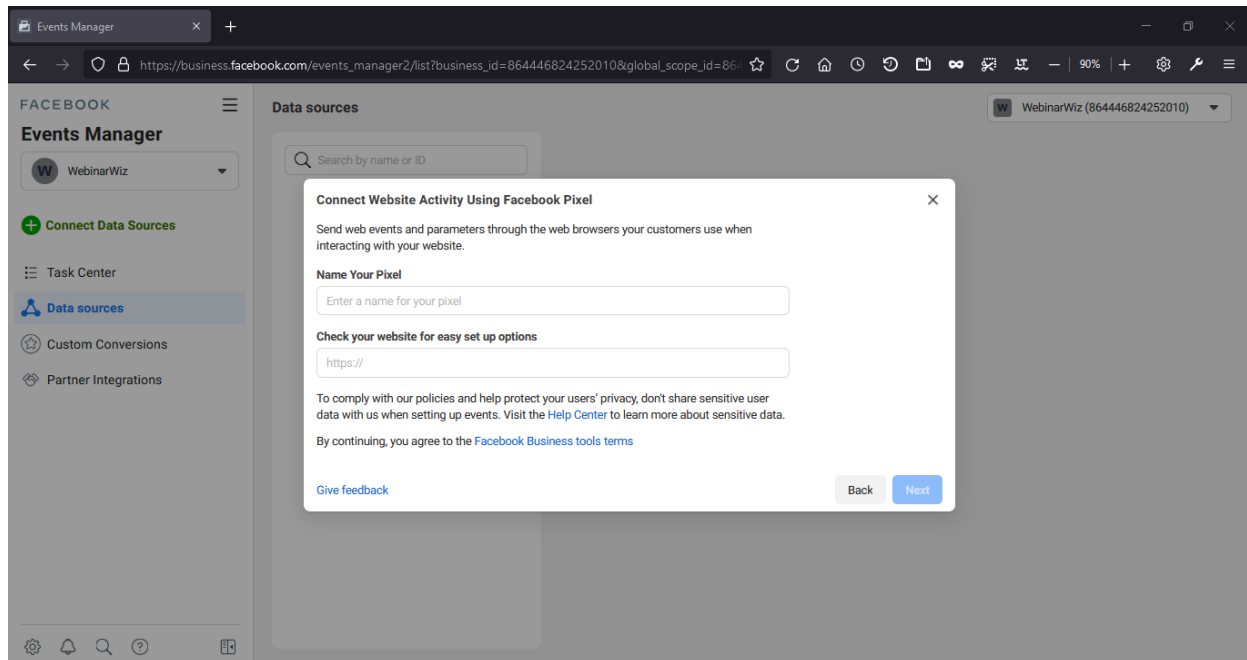 Events Manager
https://business.facebook.com/events_manager2/list?business_id=864446824252010&global_scope_id=864
90%
FACEBOOK
Events Manager
W WebinarWiz
Connect Data Sources
Task Center
Data sources
Custom Conversions
Partner Integrations
Data sources
W WebinarWiz (864446824252010)
Search by name or ID
Connect Website Activity Using Facebook Pixel
Send web events and parameters through the web browsers your customers use when
interacting with your website.
Name Your Pixel
Enter a name for your pixel
Check your website for easy set up options
https://
To comply with our policies and help protect your users' privacy, don't share sensitive user
data with us when setting up events. Visit the Help Center to learn more about sensitive data.
By continuing, you agree to the Facebook Business tools terms
Give feedback
Back
Next